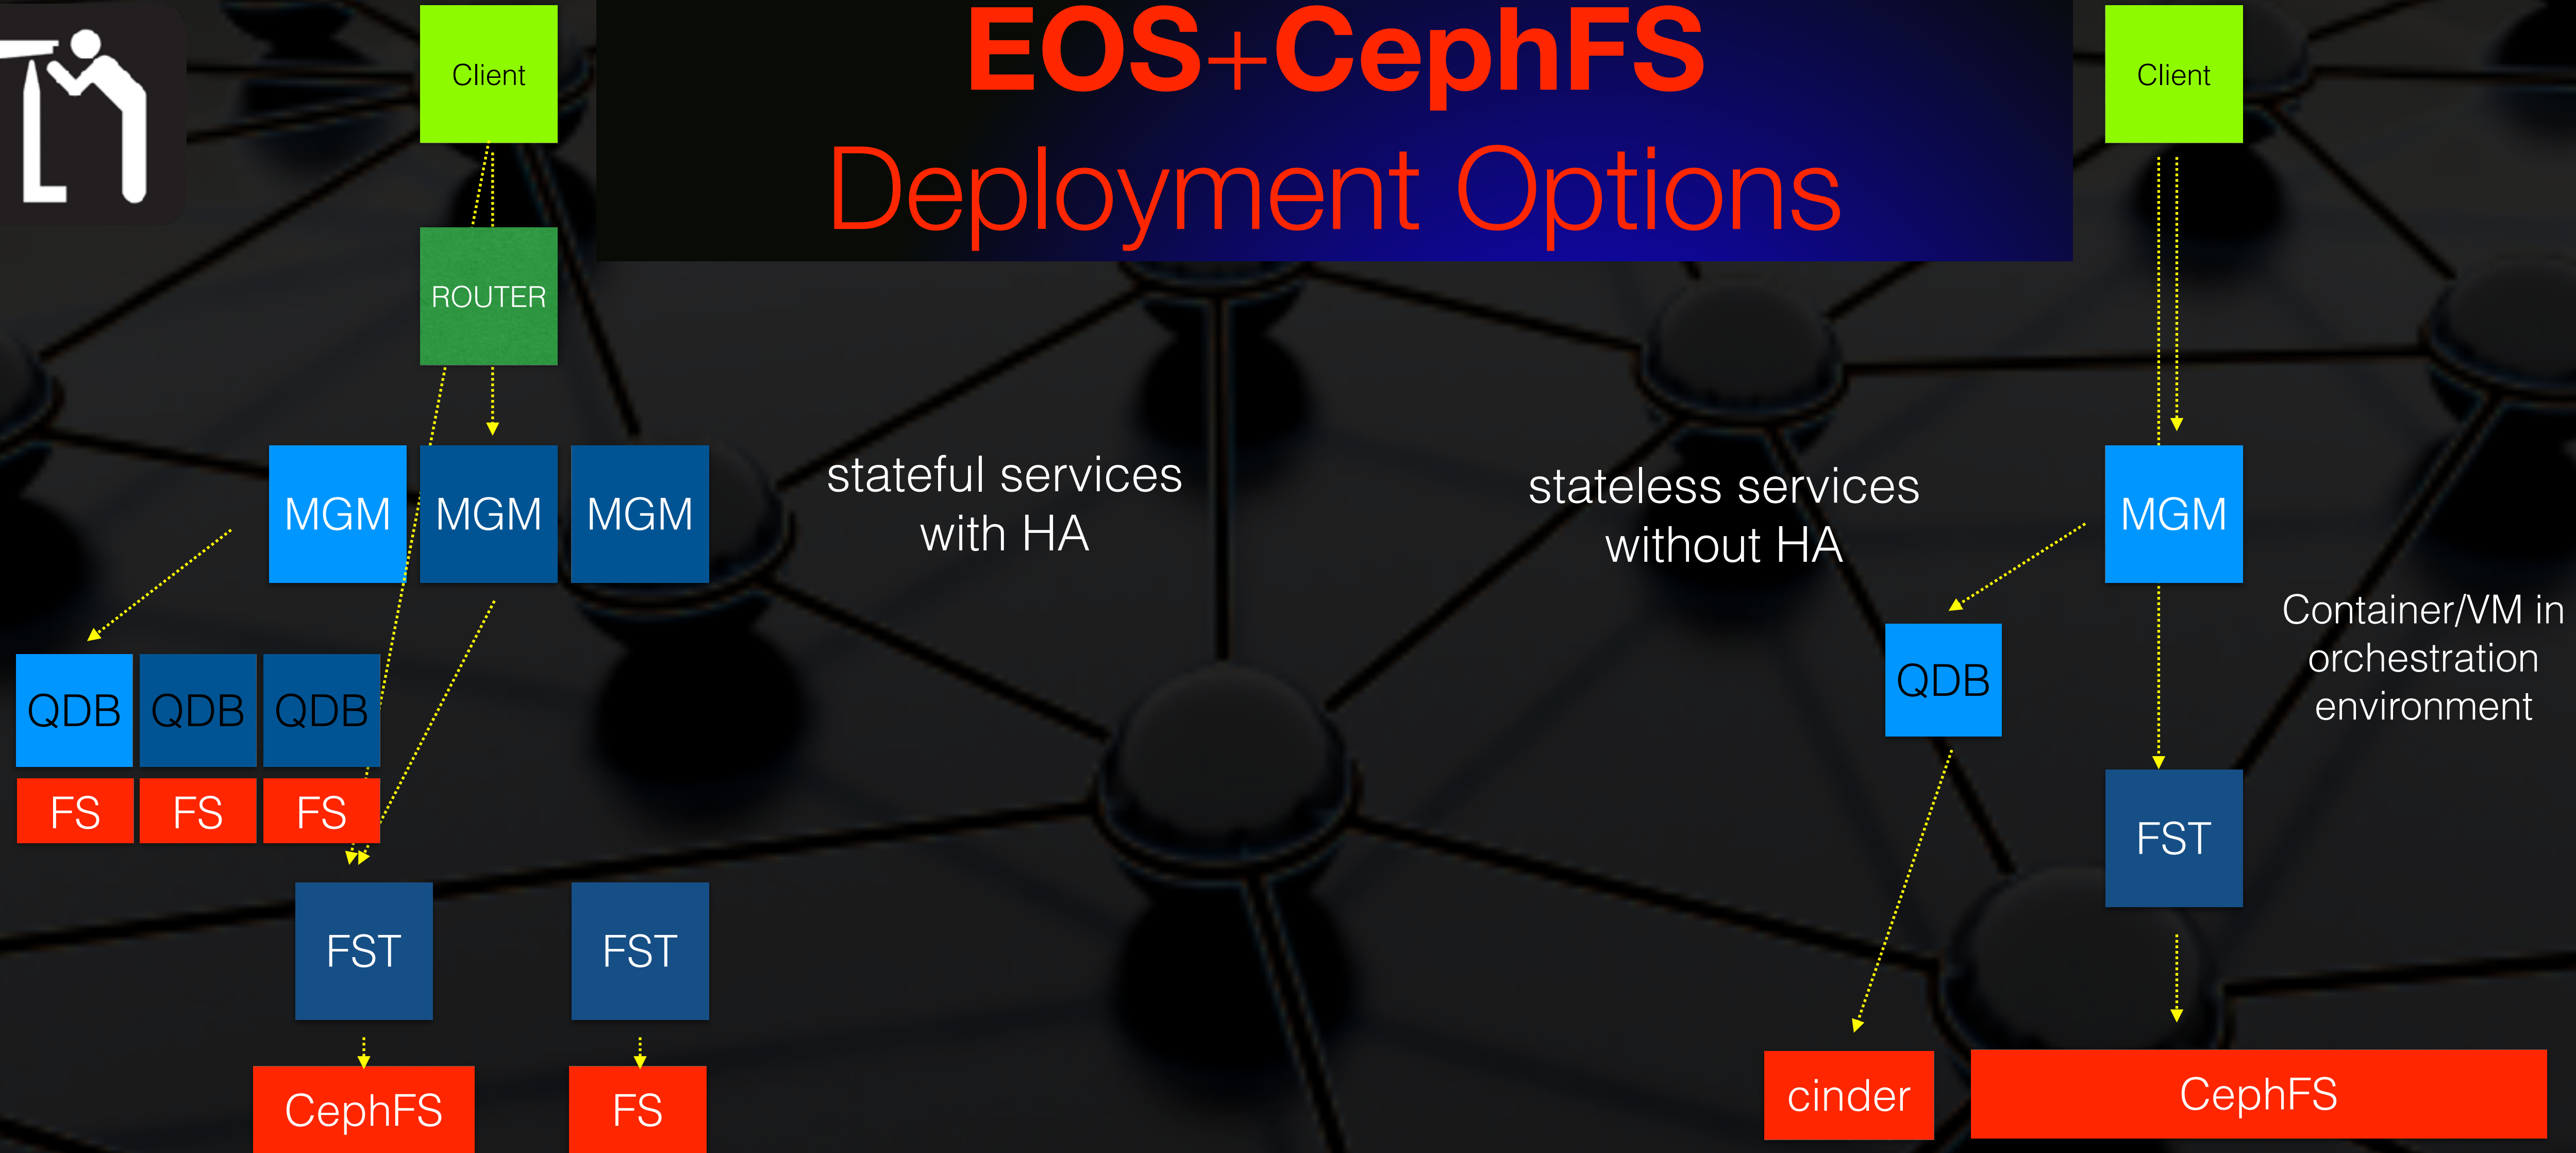 EOS+CephFS
Deployment Options
Client
ROUTER
MGM
MGM
MGM
QDB
QDB
QDB
FS
FS
FS
FST
FST
CephFS
FS
stateful services
with HA
stateless services
without HA
Client
MGM
QDB
Container/VM in
orchestration
environment
FST
cinder
CephFS